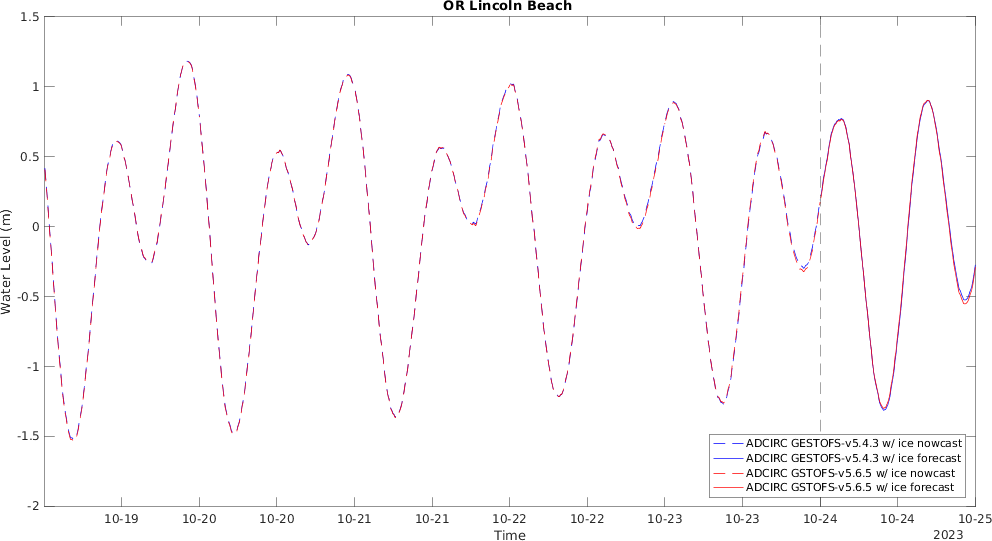 OR Lincoln Beach
1.5
1
0.5
0
-0.5
-1
-1.5
-2
Water Level (m)
ADCIRC GESTOFS-v5.4.3 w/ ice nowcast
ADCIRC GESTOFS-v5.4.3 w/ ice forecast
ADCIRC GSTOFS-v5.6.5 w/ ice nowcast
ADCIRC GSTOFS-v5.6.5 w/ ice forecast
10-19 10-20 10-20 10-21 10-21 10-22 10-22 10-23 10-23 10-24 10-24 10-25
Time
2023